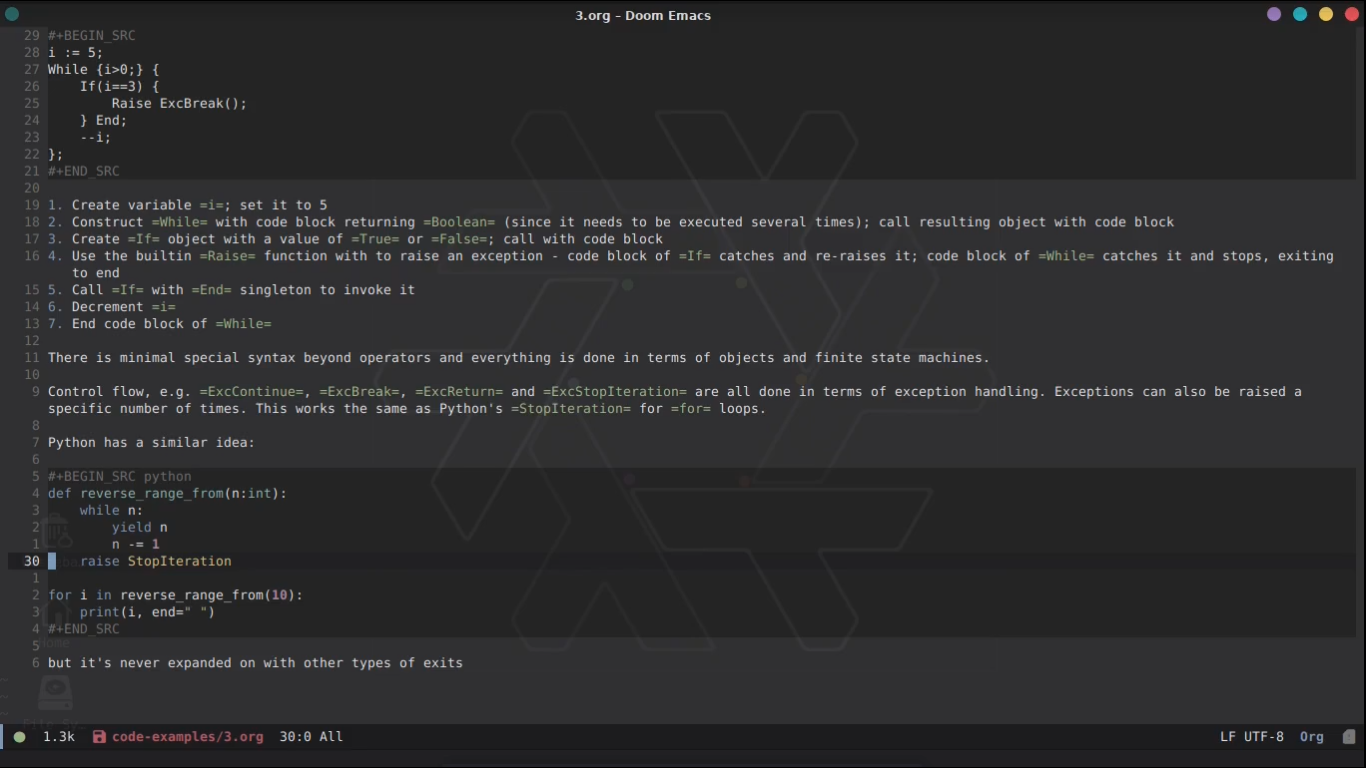 3.org - Doom Emacs
29 #+BEGIN_SRC
28 i := 5;
27 While {i>0;} {
26     If(i==3) {
25         Raise ExcBreak();
24     } End;
23     --i;
22 };
21 #+END_SRC
20
19 1. Create variable =i=; set it to 5
18 2. Construct =While= with code block returning =Boolean= (since it needs to be executed several times); call resulting object with code block
17 3. Create =If= object with a value of =True= or =False=; call with code block
16 4. Use the builtin =Raise= function with to raise an exception - code block of =If= catches and re-raises it; code block of =While= catches it and stops, exiting
to end
15 5. Call =If= with =End= singleton to invoke it
14 6. Decrement =i=
13 7. End code block of =While=
12
11 There is minimal special syntax beyond operators and everything is done in terms of objects and finite state machines.
10
9 Control flow, e.g. =ExcContinue=, =ExcBreak=, =ExcReturn= and =ExcStopIteration= are all done in terms of exception handling. Exceptions can also be raised a
specific number of times. This works the same as Python's =StopIteration= for =for= loops.
8
7 Python has a similar idea:
6
5 #+BEGIN_SRC python
4 def reverse_range_from(n:int):
3     while n:
2         yield n
1         n -= 1
30     raise StopIteration
1
2 for i in reverse_range_from(10):
3     print(i, end=" ")
4 #+END_SRC
5
Home
6 but it's never expanded on with other types of exits
1.3k code-examples/3.org 30:0 All LF UTF-8 Org